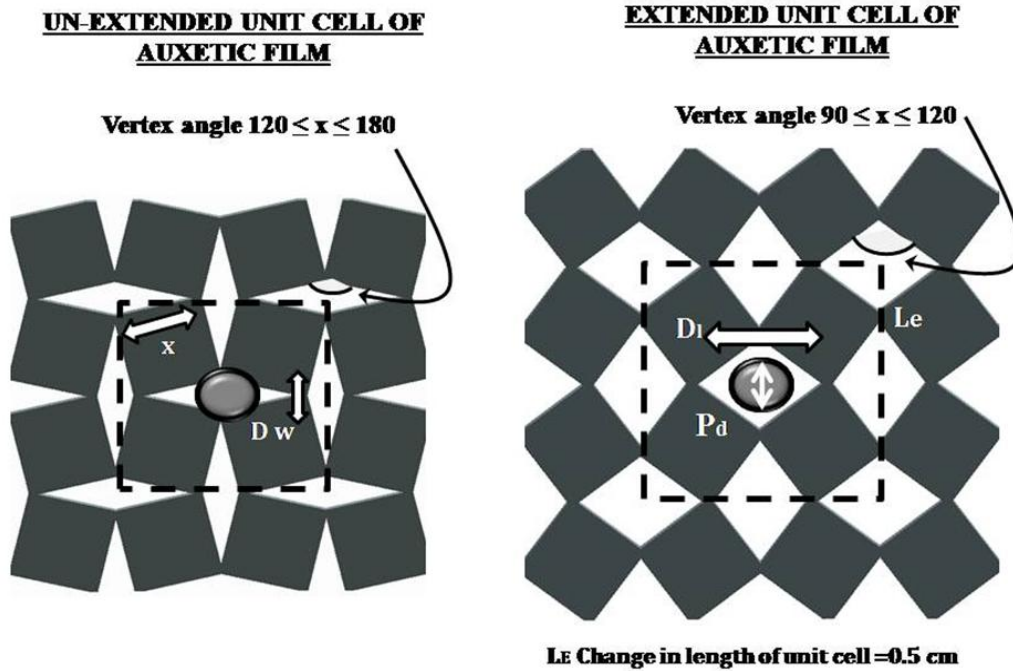 UN-EXTENDED UNIT CELL OF
AUXETIC FILM
Vertex angle 120 ≤ x ≤ 180
x
D w
EXTENDED UNIT CELL OF
AUXETIC FILM
Vertex angle 90 ≤ x ≤ 120
Dl
Le
Pd
LE Change in length of unit cell =0.5 cm